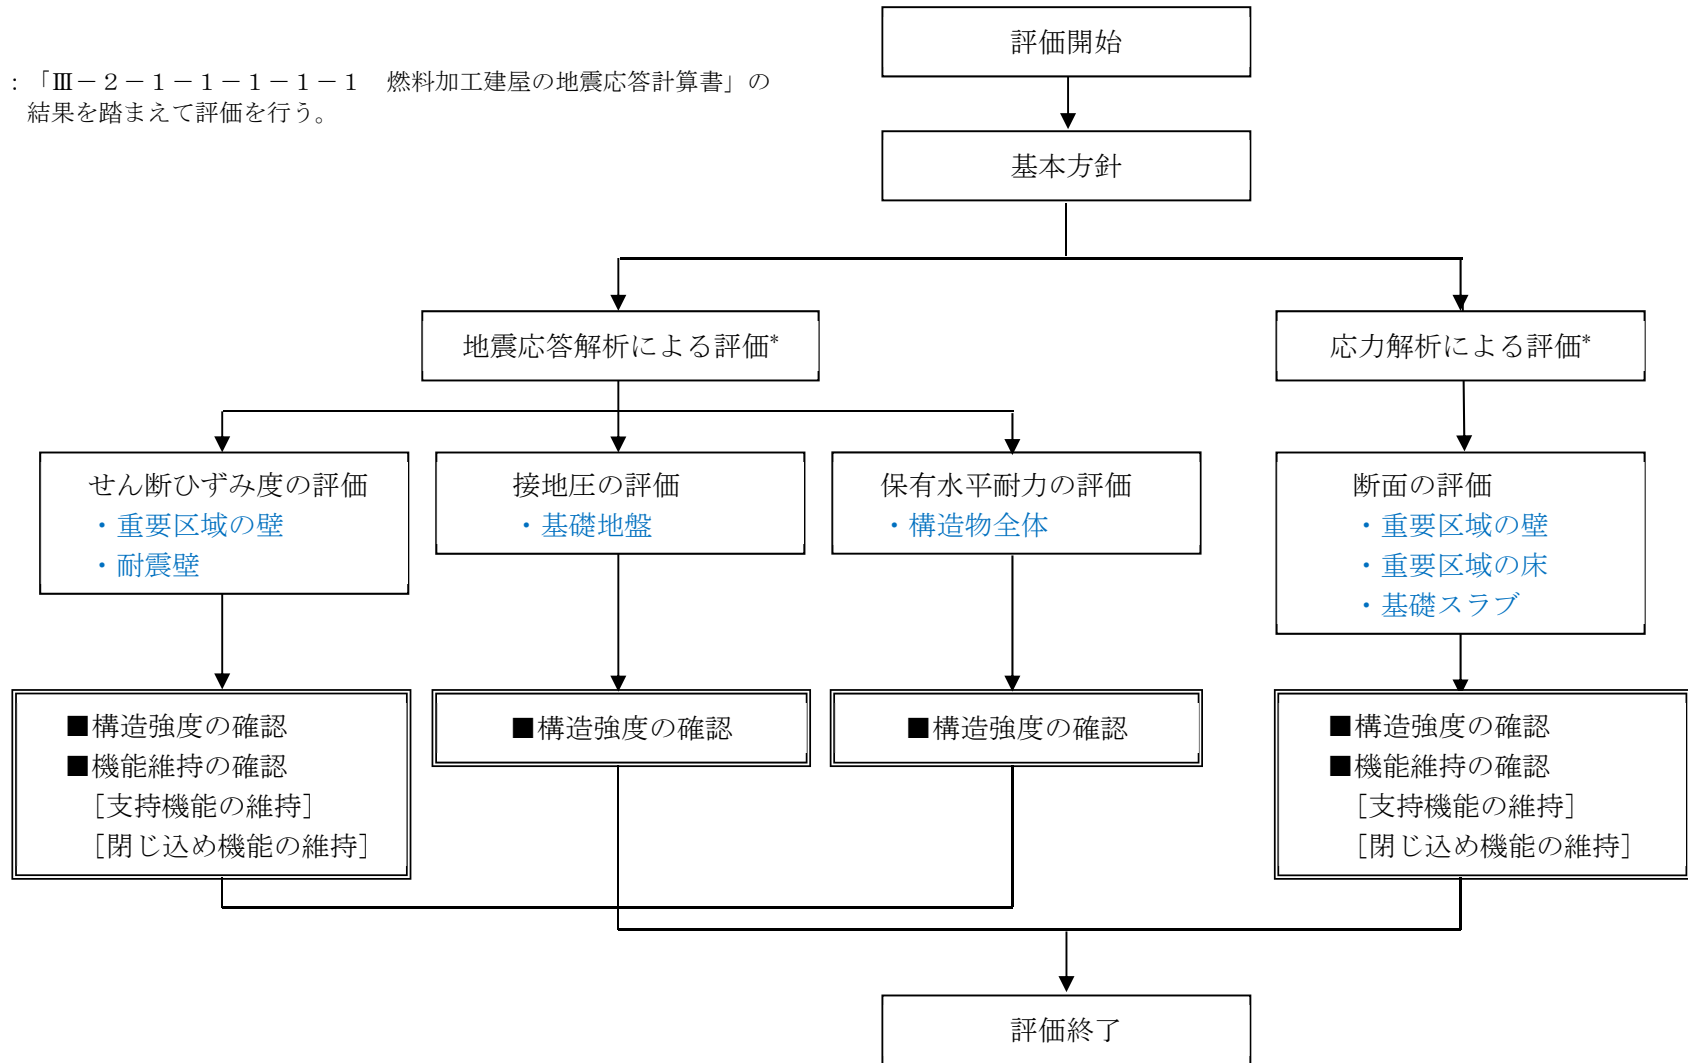 ：「Ⅲ－２－１－１－１－１－１　燃料加工建屋の地震応答計算書」の
結果を踏まえて評価を行う。
評価開始
基本方針
地震応答解析による評価*
応力解析による評価*
せん断ひずみ度の評価
・重要区域の壁
・耐震壁
接地圧の評価
・基礎地盤
保有水平耐力の評価
・構造物全体
断面の評価
・重要区域の壁
・重要区域の床
・基礎スラブ
■構造強度の確認
■機能維持の確認
［支持機能の維持］
［閉じ込め機能の維持］
■構造強度の確認
■構造強度の確認
■構造強度の確認
■機能維持の確認
［支持機能の維持］
［閉じ込め機能の維持］
評価終了